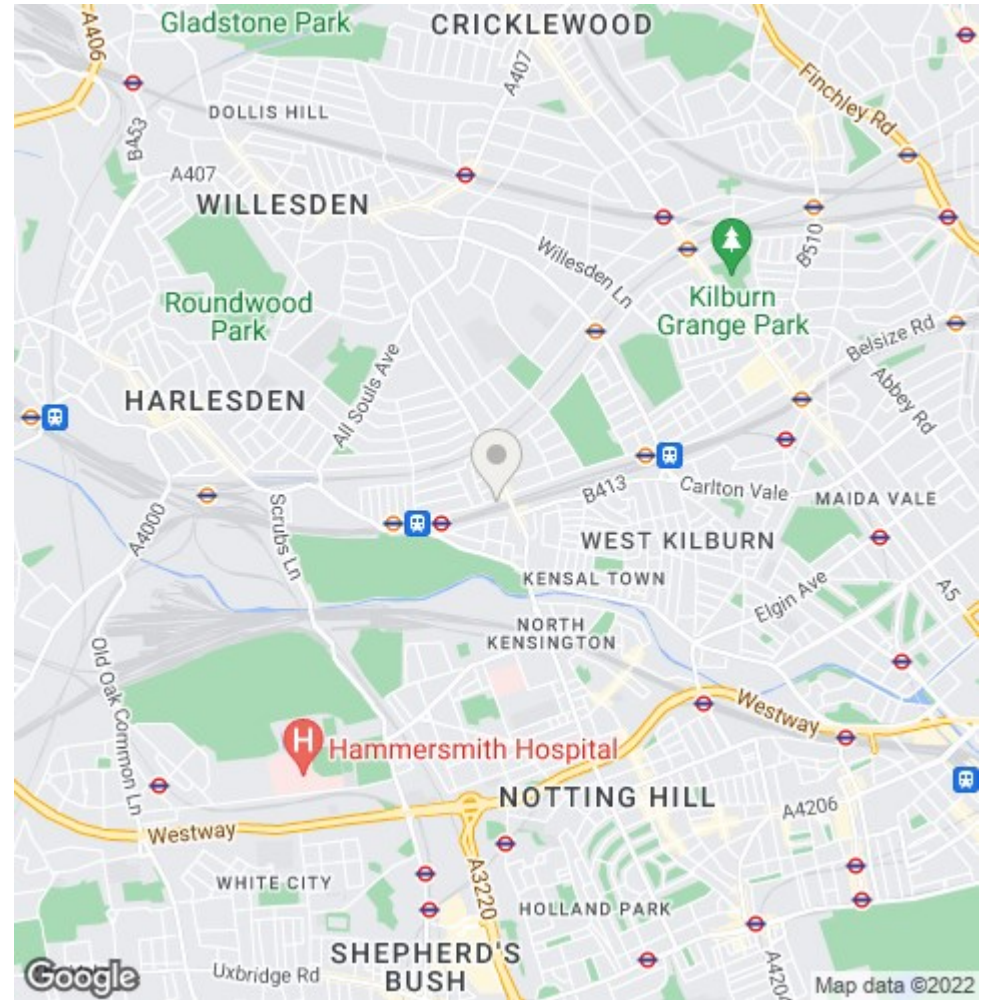 Gladstone Park
CRICKLEWOOD
A406
A407
Finchley Rd
DOLLIS HILL
B453
A407
WILLESDEN
Willesden Ln
B510
Roundwood
Park
Kilburn
Grange Park
Belsize Rd
All Souls Ave
Abbey Rd
HARLESDEN
B413
Carlton Vale
MAIDA VALE
A4000
Scrubs Ln
WEST KILBURN
KENSAL TOWN
Elgin Ave
A5
NORTH
KENSINGTON
Old Oak Common Ln
Westway
H
Hammersmith Hospital
NOTTING HILL
A4206
Westway
A3220
WHITE CITY
HOLLAND PARK
SHEPHERD'S
BUSH
A4204
Uxbridge Rd
Google
Map data ©2022